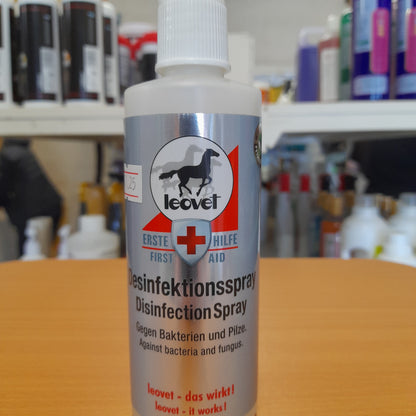 25
leovet
ERSTE HILFE
FIRST AID
Desinfektionsspray
Disinfection Spray
Gegen Bakterien und Pilze.
Against bacteria and fungus.
leovet - das wirkt!
leovet - it works!